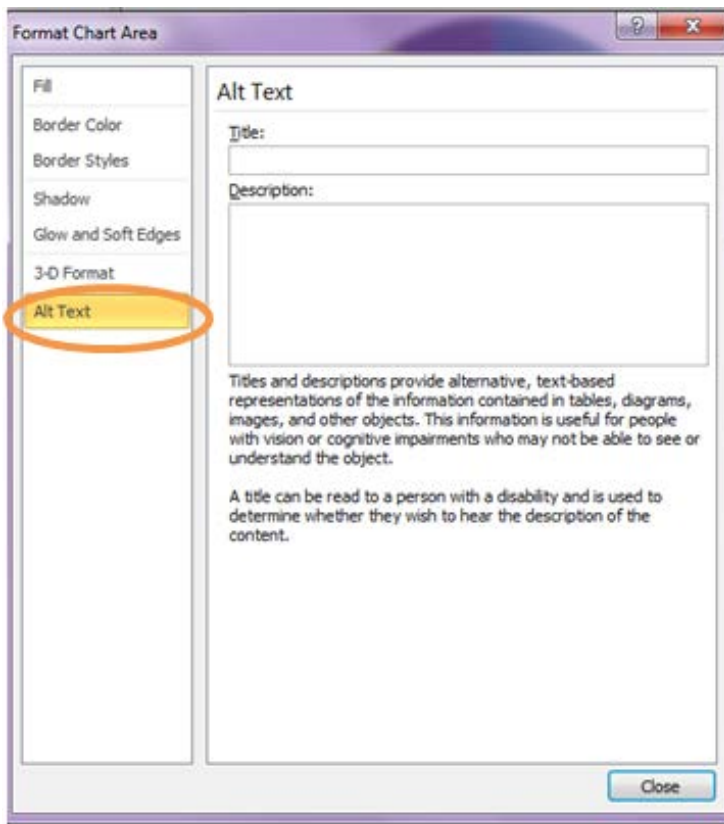 Format Chart Area
Fill
Border Color
Border Styles
Shadow
Glow and Soft Edges
3-D Format
Alt Text
Alt Text
Title:
Description:
Titles and descriptions provide alternative, text-based
representations of the information contained in tables, diagrams,
images, and other objects. This information is useful for people
with vision or cognitive impairments who may not be able to see or
understand the object.
A title can be read to a person with a disability and is used to
determine whether they wish to hear the description of the
content.
Close